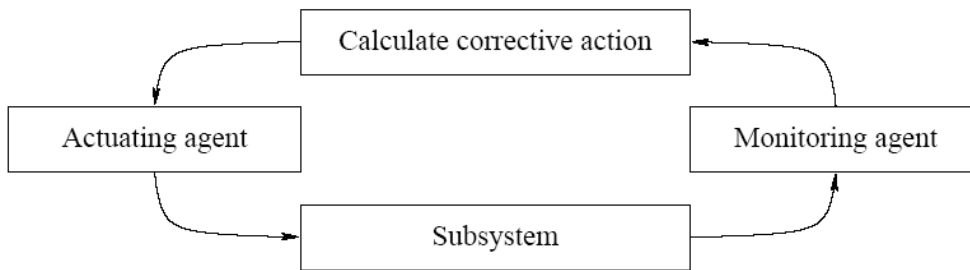 Calculate corrective action
Actuating agent
Monitoring agent
Subsystem